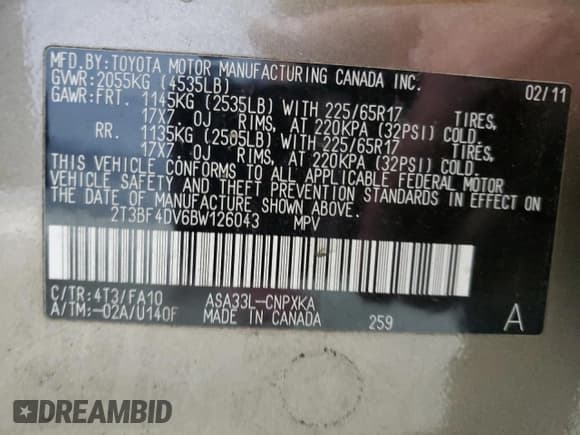 MFD.BY:TOYOTA MOTOR MANUFACTURING CANADA INC.
GVWR:2055KG (4535LB) 02/11
GAWR:FRT. 1145KG (2535LB) WITH 225/65R17 TIRES,
17X7 OJ RIMS, AT 220KPA (32PSI) COLD.
RR. 1135KG (2505LB) WITH 225/65R17 TIRES,
17X7 OJ RIMS, AT 220KPA (32PSI) COLD.
THIS VEHICLE CONFORMS TO ALL APPLICABLE FEDERAL MOTOR
VEHICLE SAFETY AND THEFT PREVENTION STANDARDS IN EFFECT ON
THE DATE OF MANUFACTURE SHOWN ABOVE.
2T3BF4DV6BW126043 MPV
C/TR:4T3/FA10 ASA33L-CNPXKA
A/TM:-02A/U140F MADE IN CANADA 259 A
DREAMBID